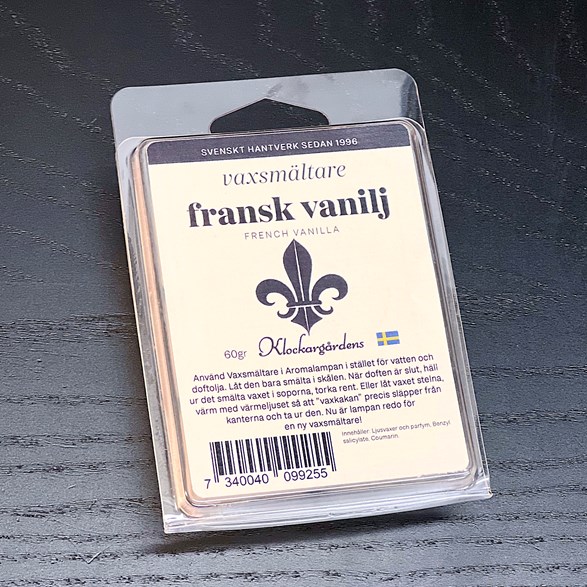 SVENSKT HANTVERK SEDAN 1996
vaxsmältare
fransk vanilj
FRENCH VANILLA
60gr Klockargårdens
Använd Vaxsmältare i Aromalampan i stället för vatten och
doftolja. Låt den bara smälta i skålen. När doften är slut, häll
ur det smälta vaxet i soporna, torka rent. Eller låt vaxet stelna,
värm med värmeljuset så att "vaxkakan" precis släpper från
kanterna och ta ur den. Nu är lampan redo för
en ny vaxsmältare!
Innehåller: Ljusvaxer och parfym, Benzyl
salicylate, Coumarin.
7 340040 099255